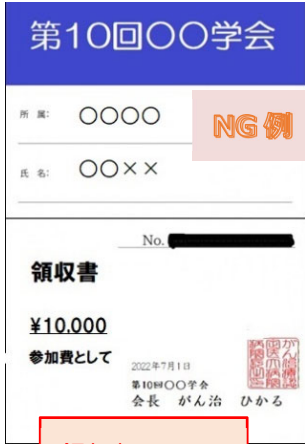 第10回〇〇学会
所 属: 〇〇〇〇
NG 例
氏 名: 〇〇××
No.
領収書
¥10,000
参加費として
2022年7月1日
第10回〇〇学会
会長 がん治 ひかる